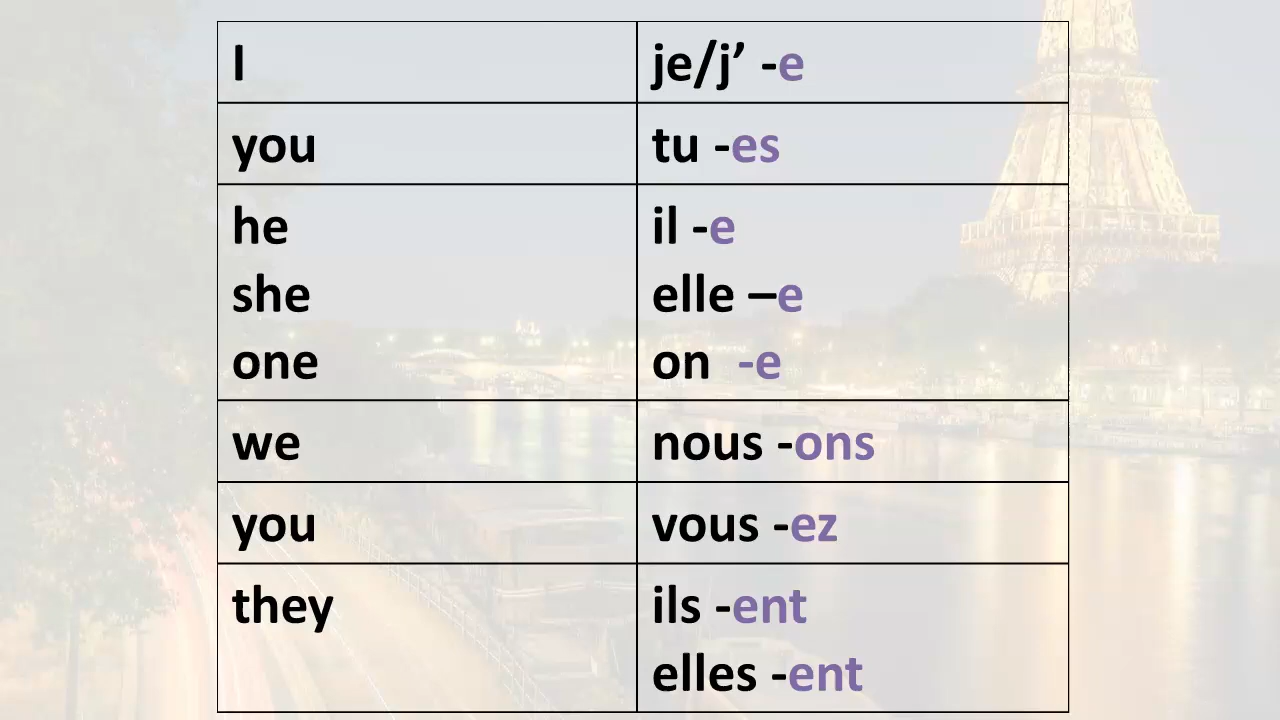 I
je/j’ -e
you
tu -es
he
she
one
il -e
elle –e
on  -e
we
nous -ons
you
vous -ez
they
ils -ent
elles -ent